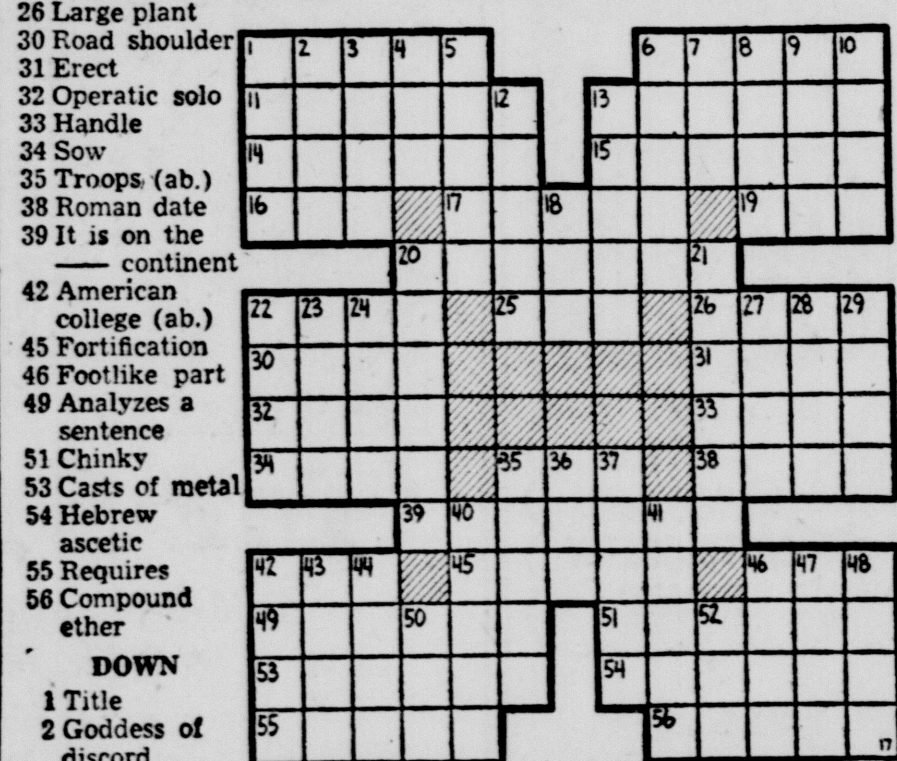 26 Large plant
30 Road shoulder
31 Erect
32 Operatic solo
33 Handle
34 Sow
35 Troops (ab.)
38 Roman date
39 It is on the
—— continent
42 American
college (ab.)
45 Fortification
46 Footlike part
49 Analyzes a
sentence
51 Chinky
53 Casts of metal
54 Hebrew
ascetic
55 Requires
56 Compound
ether
DOWN
1 Title
2 Goddess of
discord
1 2 3 4 5 6 7 8 9 10
11 12 13
14 15
16 17 18 19
20 21
22 23 24 25 26 27 28 29
30 31
32 33
34 35 36 37 38
39 40 41
42 43 44 45 46 47 48
49 50 51 52
53 54
55 56
17